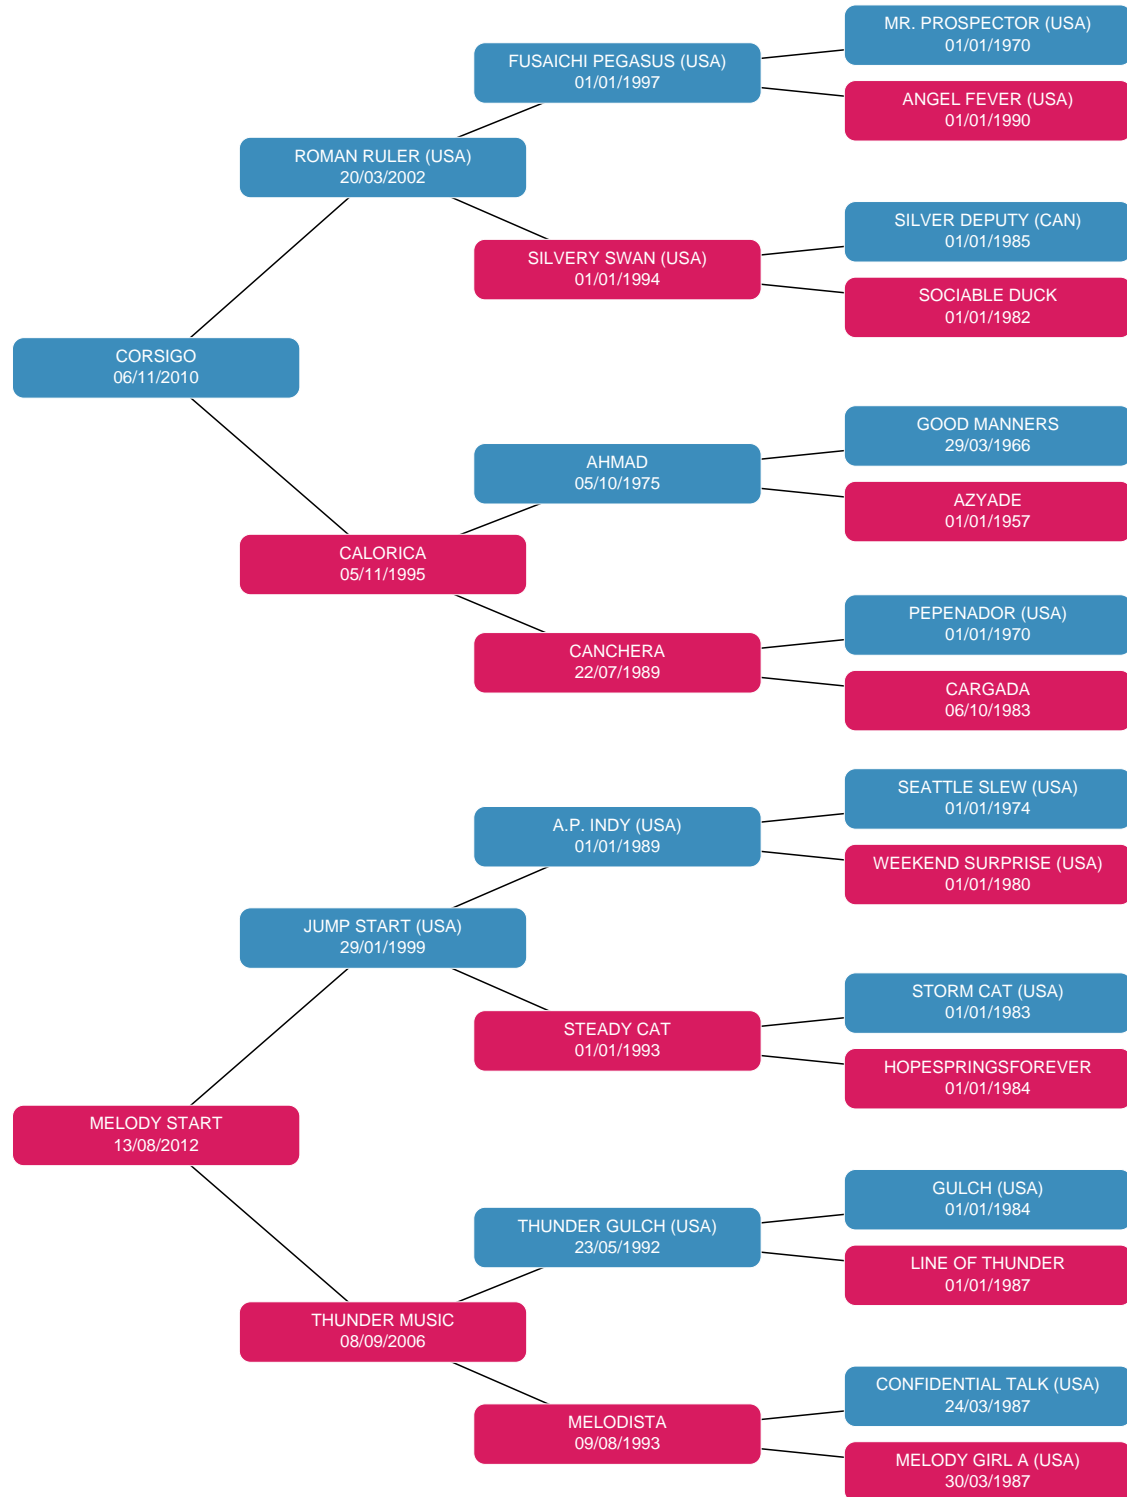 MR. PROSPECTOR (USA)
01/01/1970
FUSAICHI PEGASUS (USA)
01/01/1997
ANGEL FEVER (USA)
01/01/1990
ROMAN RULER (USA)
20/03/2002
SILVER DEPUTY (CAN)
01/01/1985
SILVERY SWAN (USA)
01/01/1994
SOCIABLE DUCK
01/01/1982
CORSIGO
06/11/2010
GOOD MANNERS
29/03/1966
AHMAD
05/10/1975
AZYADE
01/01/1957
CALORICA
05/11/1995
PEPENADOR (USA)
01/01/1970
CANCHERA
22/07/1989
CARGADA
06/10/1983
SEATTLE SLEW (USA)
01/01/1974
A.P. INDY (USA)
01/01/1989
WEEKEND SURPRISE (USA)
01/01/1980
JUMP START (USA)
29/01/1999
STORM CAT (USA)
01/01/1983
STEADY CAT
01/01/1993
HOPESPRINGSFOREVER
01/01/1984
MELODY START
13/08/2012
GULCH (USA)
01/01/1984
THUNDER GULCH (USA)
23/05/1992
LINE OF THUNDER
01/01/1987
THUNDER MUSIC
08/09/2006
CONFIDENTIAL TALK (USA)
24/03/1987
MELODISTA
09/08/1993
MELODY GIRL A (USA)
30/03/1987